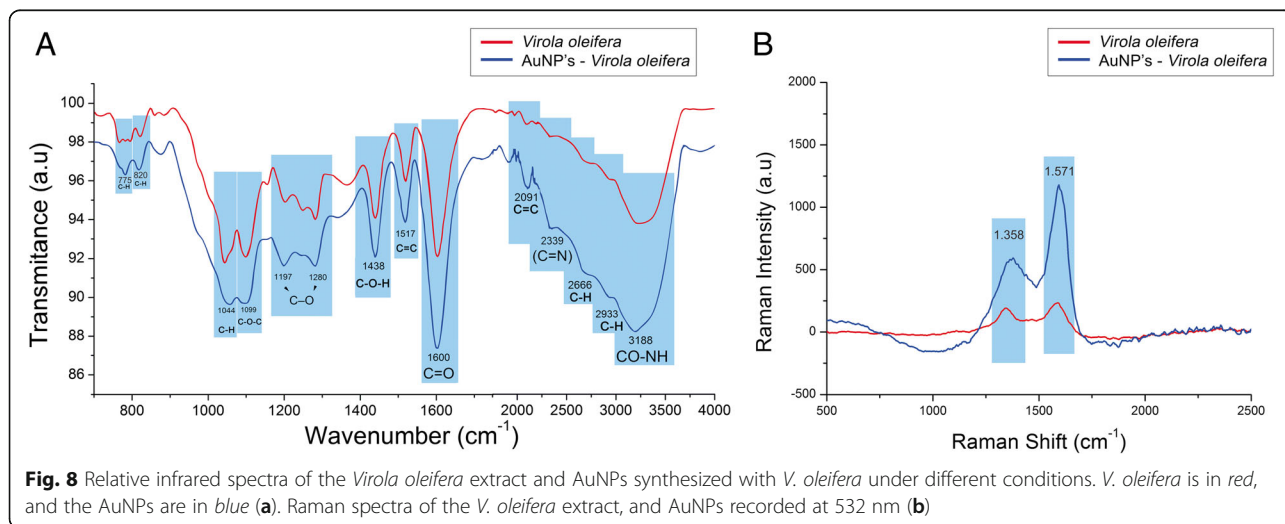 A
Virola oleifera
AuNP's - Virola oleifera
Transmitance (a.u)
100
98
96
94
92
90
88
86
775
C-H
820
C-H
1044
C-H
1099
C-O-C
1197
1280
C-O
1438
C-O-H
1517
C=C
1600
C=O
2091
C=C
2339
(C=N)
2666
C-H
2933
C-H
3188
CO-NH
800 1000 1200 1400 1600 2000 2500 3000 3500 4000
Wavenumber (cm-1)
B
Virola oleifera
AuNP's - Virola oleifera
Raman Intensity (a.u)
2000
1500
1000
500
0
-500
1.358
1.571
500 1000 1500 2000 2500
Raman Shift (cm-1)
Fig. 8 Relative infrared spectra of the Virola oleifera extract and AuNPs synthesized with V. oleifera under different conditions. V. oleifera is in red,
and the AuNPs are in blue (a). Raman spectra of the V. oleifera extract, and AuNPs recorded at 532 nm (b)